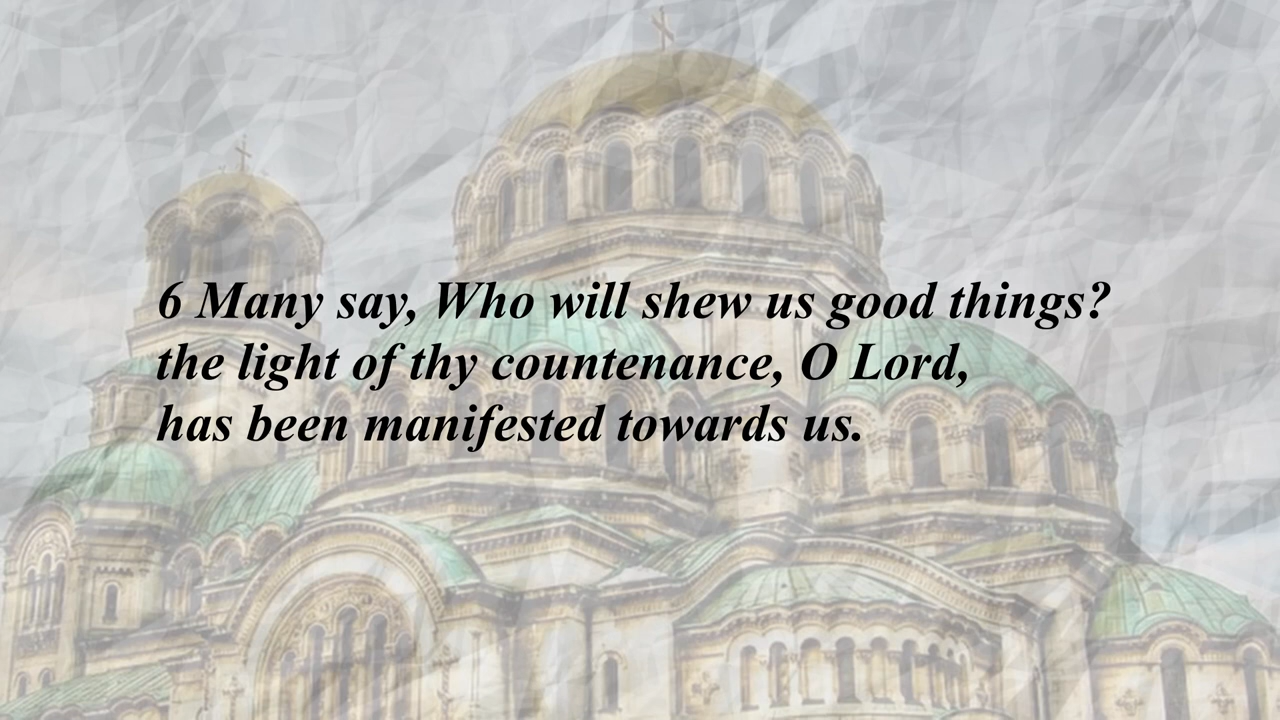 6 Many say, Who will shew us good things?
the light of thy countenance, O Lord,
has been manifested towards us.